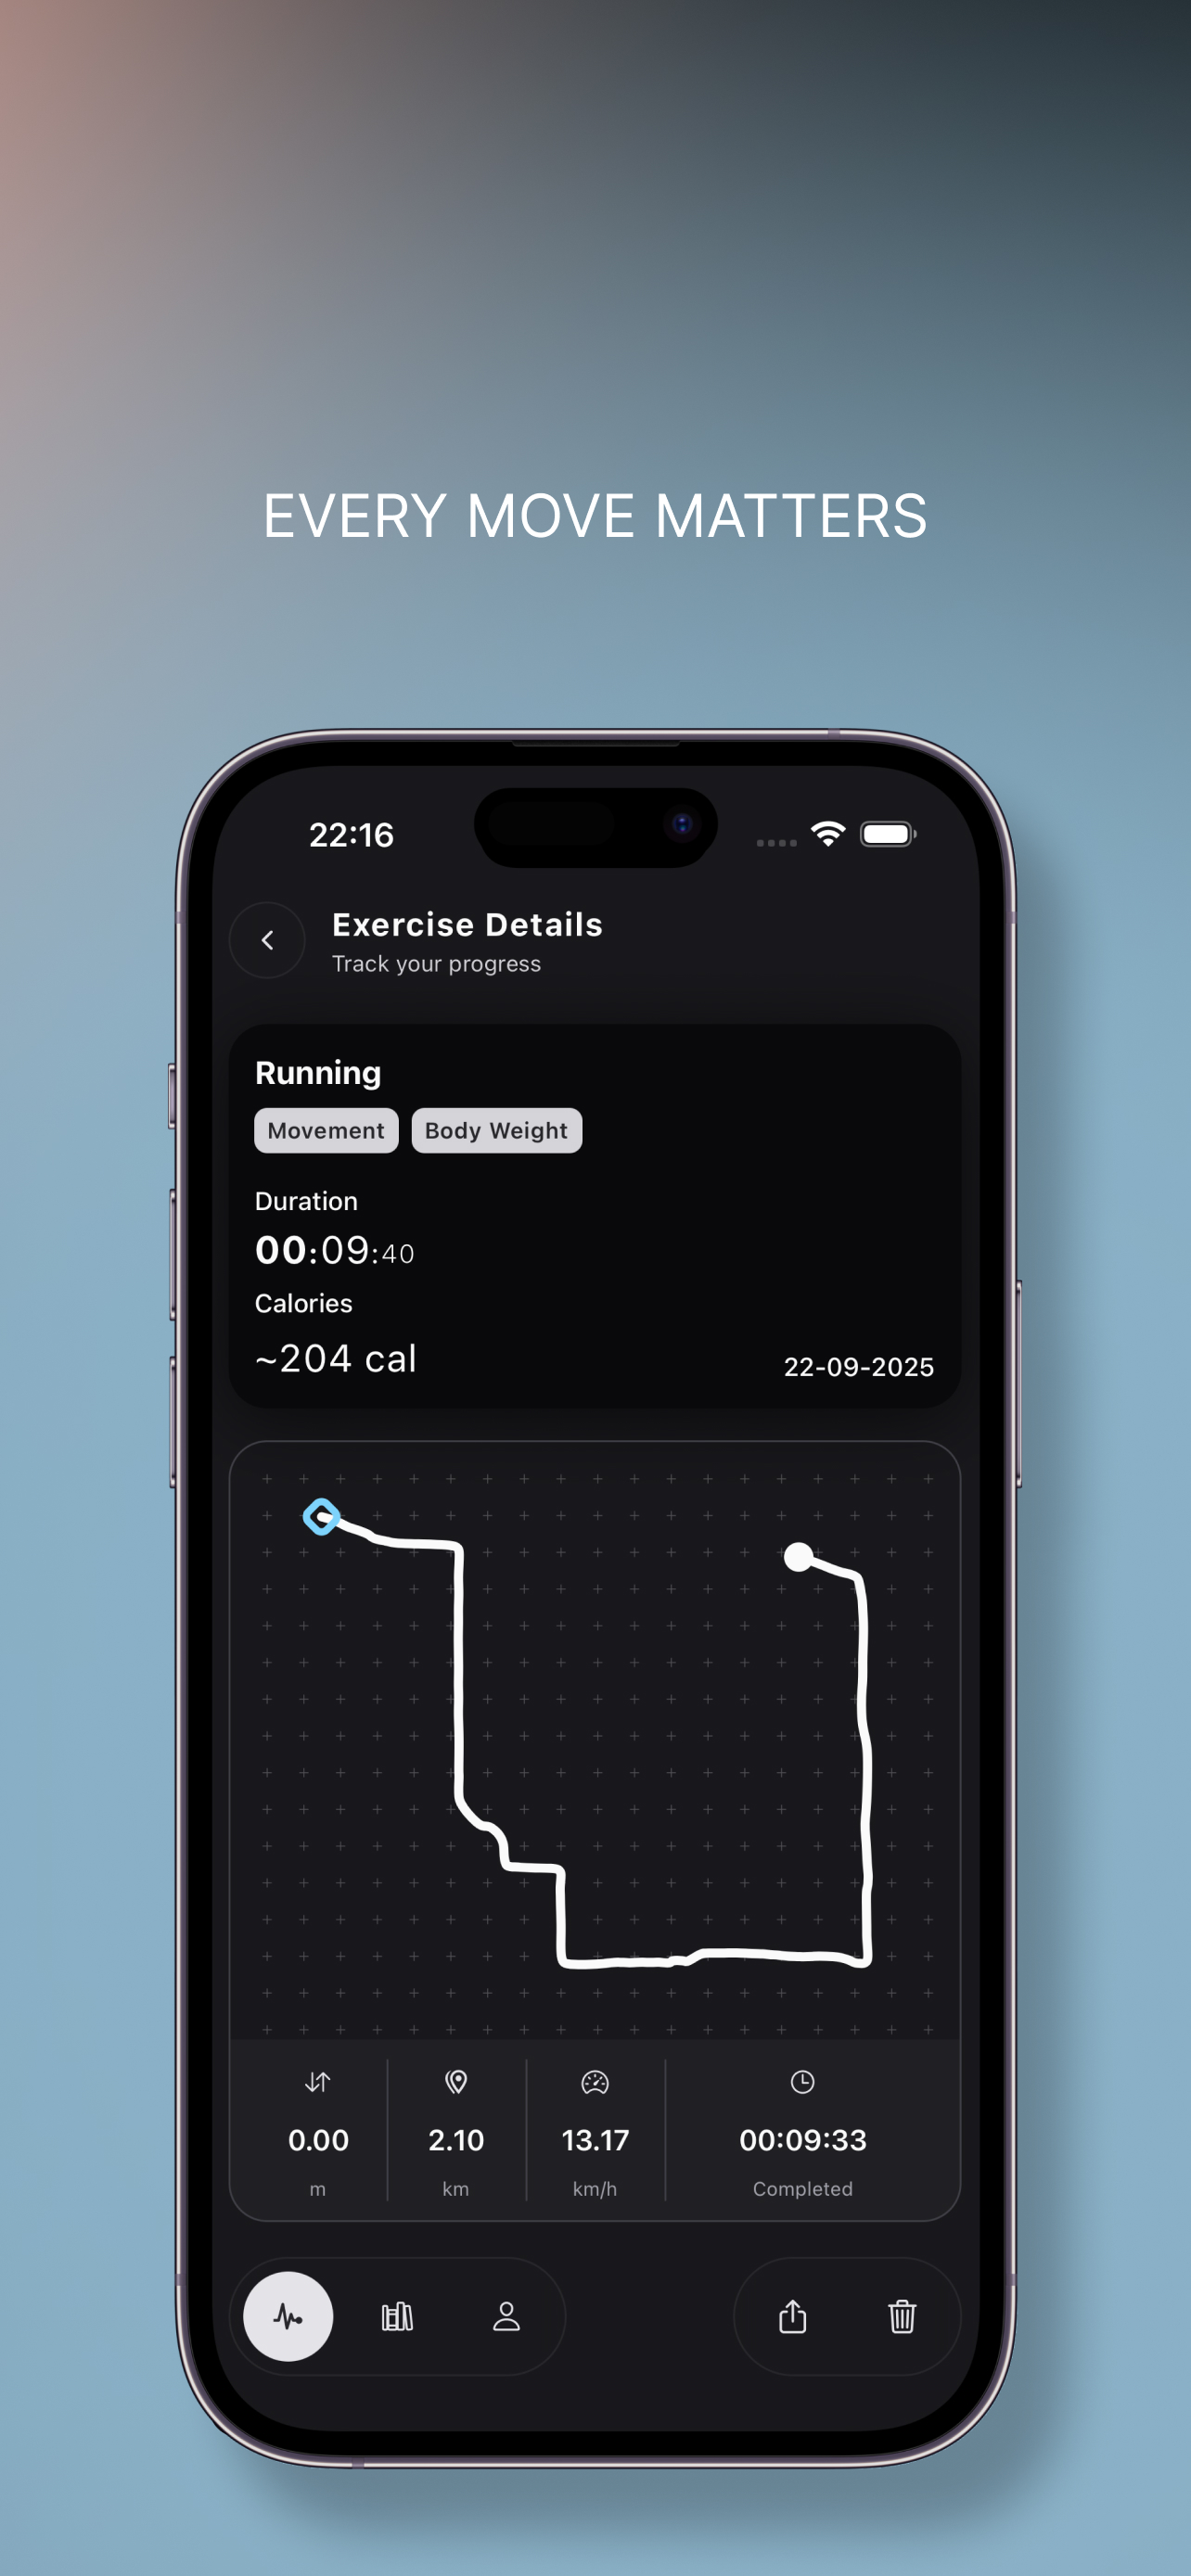 EVERY MOVE MATTERS
22:16
Exercise Details
Track your progress
Running
Movement Body Weight
Duration
00:09:40
Calories
~204 cal
22-09-2025
0.00 2.10 13.17 00:09:33
m km km/h Completed